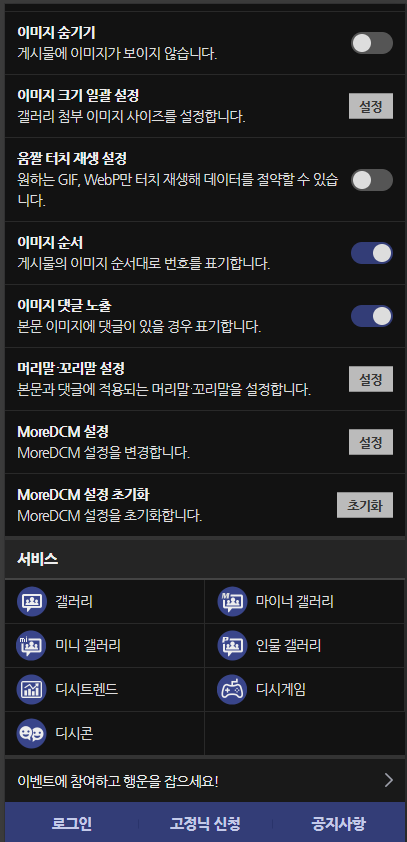 이미지 숨기기
게시물에 이미지가 보이지 않습니다.
이미지 크기 일괄 설정
갤러리 첨부 이미지 사이즈를 설정합니다.
설정
움짤 터치 재생 설정
원하는 GIF, WebP만 터치 재생해 데이터를 절약할 수 있습
니다.
이미지 순서
게시물의 이미지 순서대로 번호를 표기합니다.
이미지 댓글 노출
본문 이미지에 댓글이 있을 경우 표기합니다.
머리말·꼬리말 설정
본문과 댓글에 적용되는 머리말·꼬리말을 설정합니다.
설정
MoreDCM 설정
MoreDCM 설정을 변경합니다.
설정
MoreDCM 설정 초기화
MoreDCM 설정을 초기화합니다.
초기화
서비스
갤러리
M
마이너 갤러리
mi
미니 갤러리
P
인물 갤러리
디시트렌드
디시게임
디시콘
이벤트에 참여하고 행운을 잡으세요!
로그인
고정닉 신청
공지사항